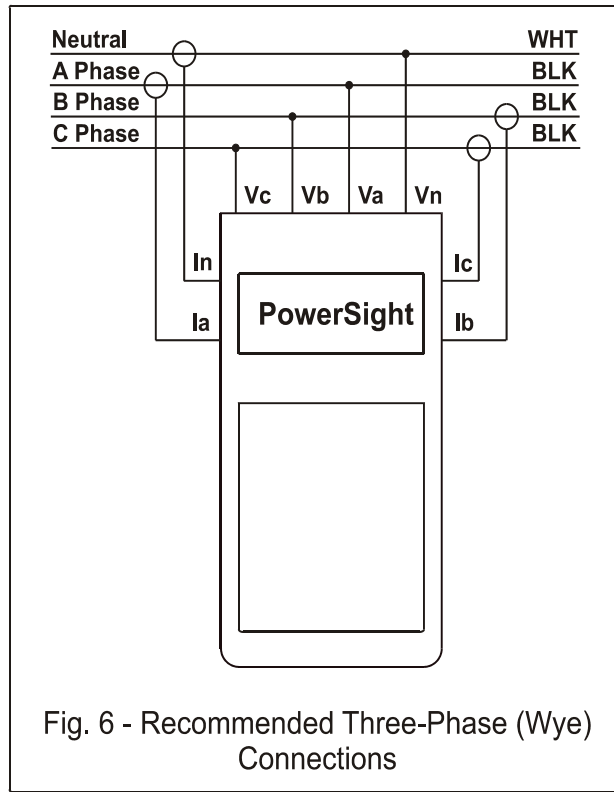 Neutral WHT
A Phase BLK
B Phase BLK
C Phase BLK
Vc Vb Va Vn
In Ic
PowerSight
Ia Ib
Fig. 6 - Recommended Three-Phase (Wye)
Connections